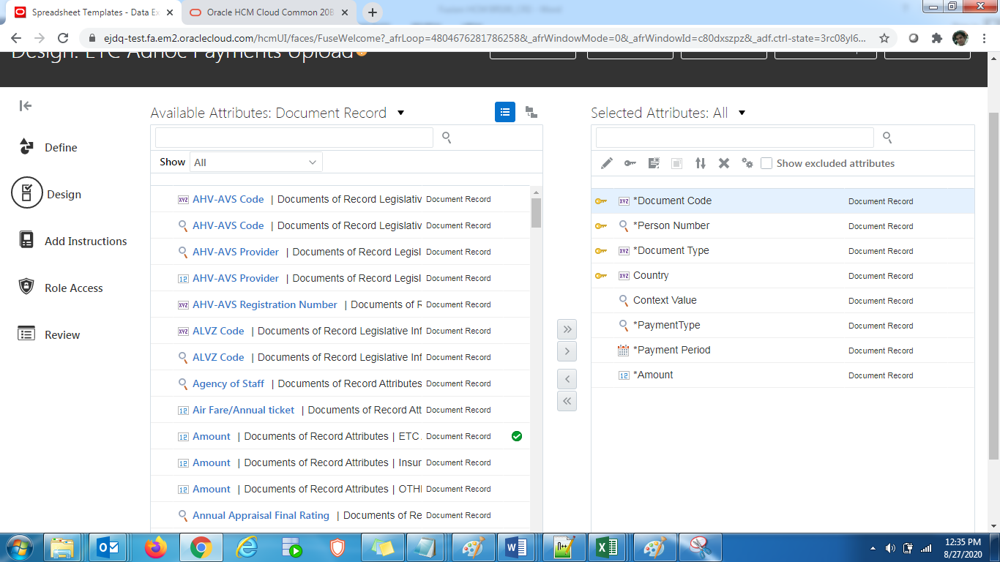 Spreadsheet Templates - Data Ex
Oracle HCM Cloud Common 20B
ejdq-test.fa.em2.oraclecloud.com/hcmUI/faces/FuseWelcome?_afrLoop=4804676281786258&_afrWindowMode=0&_afrWindowId=c80dxszpz&_adf.ctrl-state=3rc08yl6...
Design: ETC Adhoc Payments Upload
Define
Design
Add Instructions
Role Access
Review
Available Attributes: Document Record
Show All
AHV-AVS Code | Documents of Record Legislativ Document Record
AHV-AVS Code | Documents of Record Legislativ Document Record
AHV-AVS Provider | Documents of Record Legisl Document Record
AHV-AVS Provider | Documents of Record Legisl Document Record
AHV-AVS Registration Number | Documents of R Document Record
ALVZ Code | Documents of Record Legislative Inf Document Record
ALVZ Code | Documents of Record Legislative Inf Document Record
Agency of Staff | Documents of Record Attributes Document Record
Air Fare/Annual ticket | Documents of Record Att Document Record
Amount | Documents of Record Attributes | ETC Document Record
Amount | Documents of Record Attributes | Insur Document Record
Amount | Documents of Record Attributes | OTH Document Record
Annual Appraisal Final Rating | Documents of Re Document Record
Selected Attributes: All
Show excluded attributes
*Document Code Document Record
*Person Number Document Record
*Document Type Document Record
Country Document Record
Context Value Document Record
*PaymentType Document Record
*Payment Period Document Record
*Amount Document Record
12:35 PM
8/27/2020